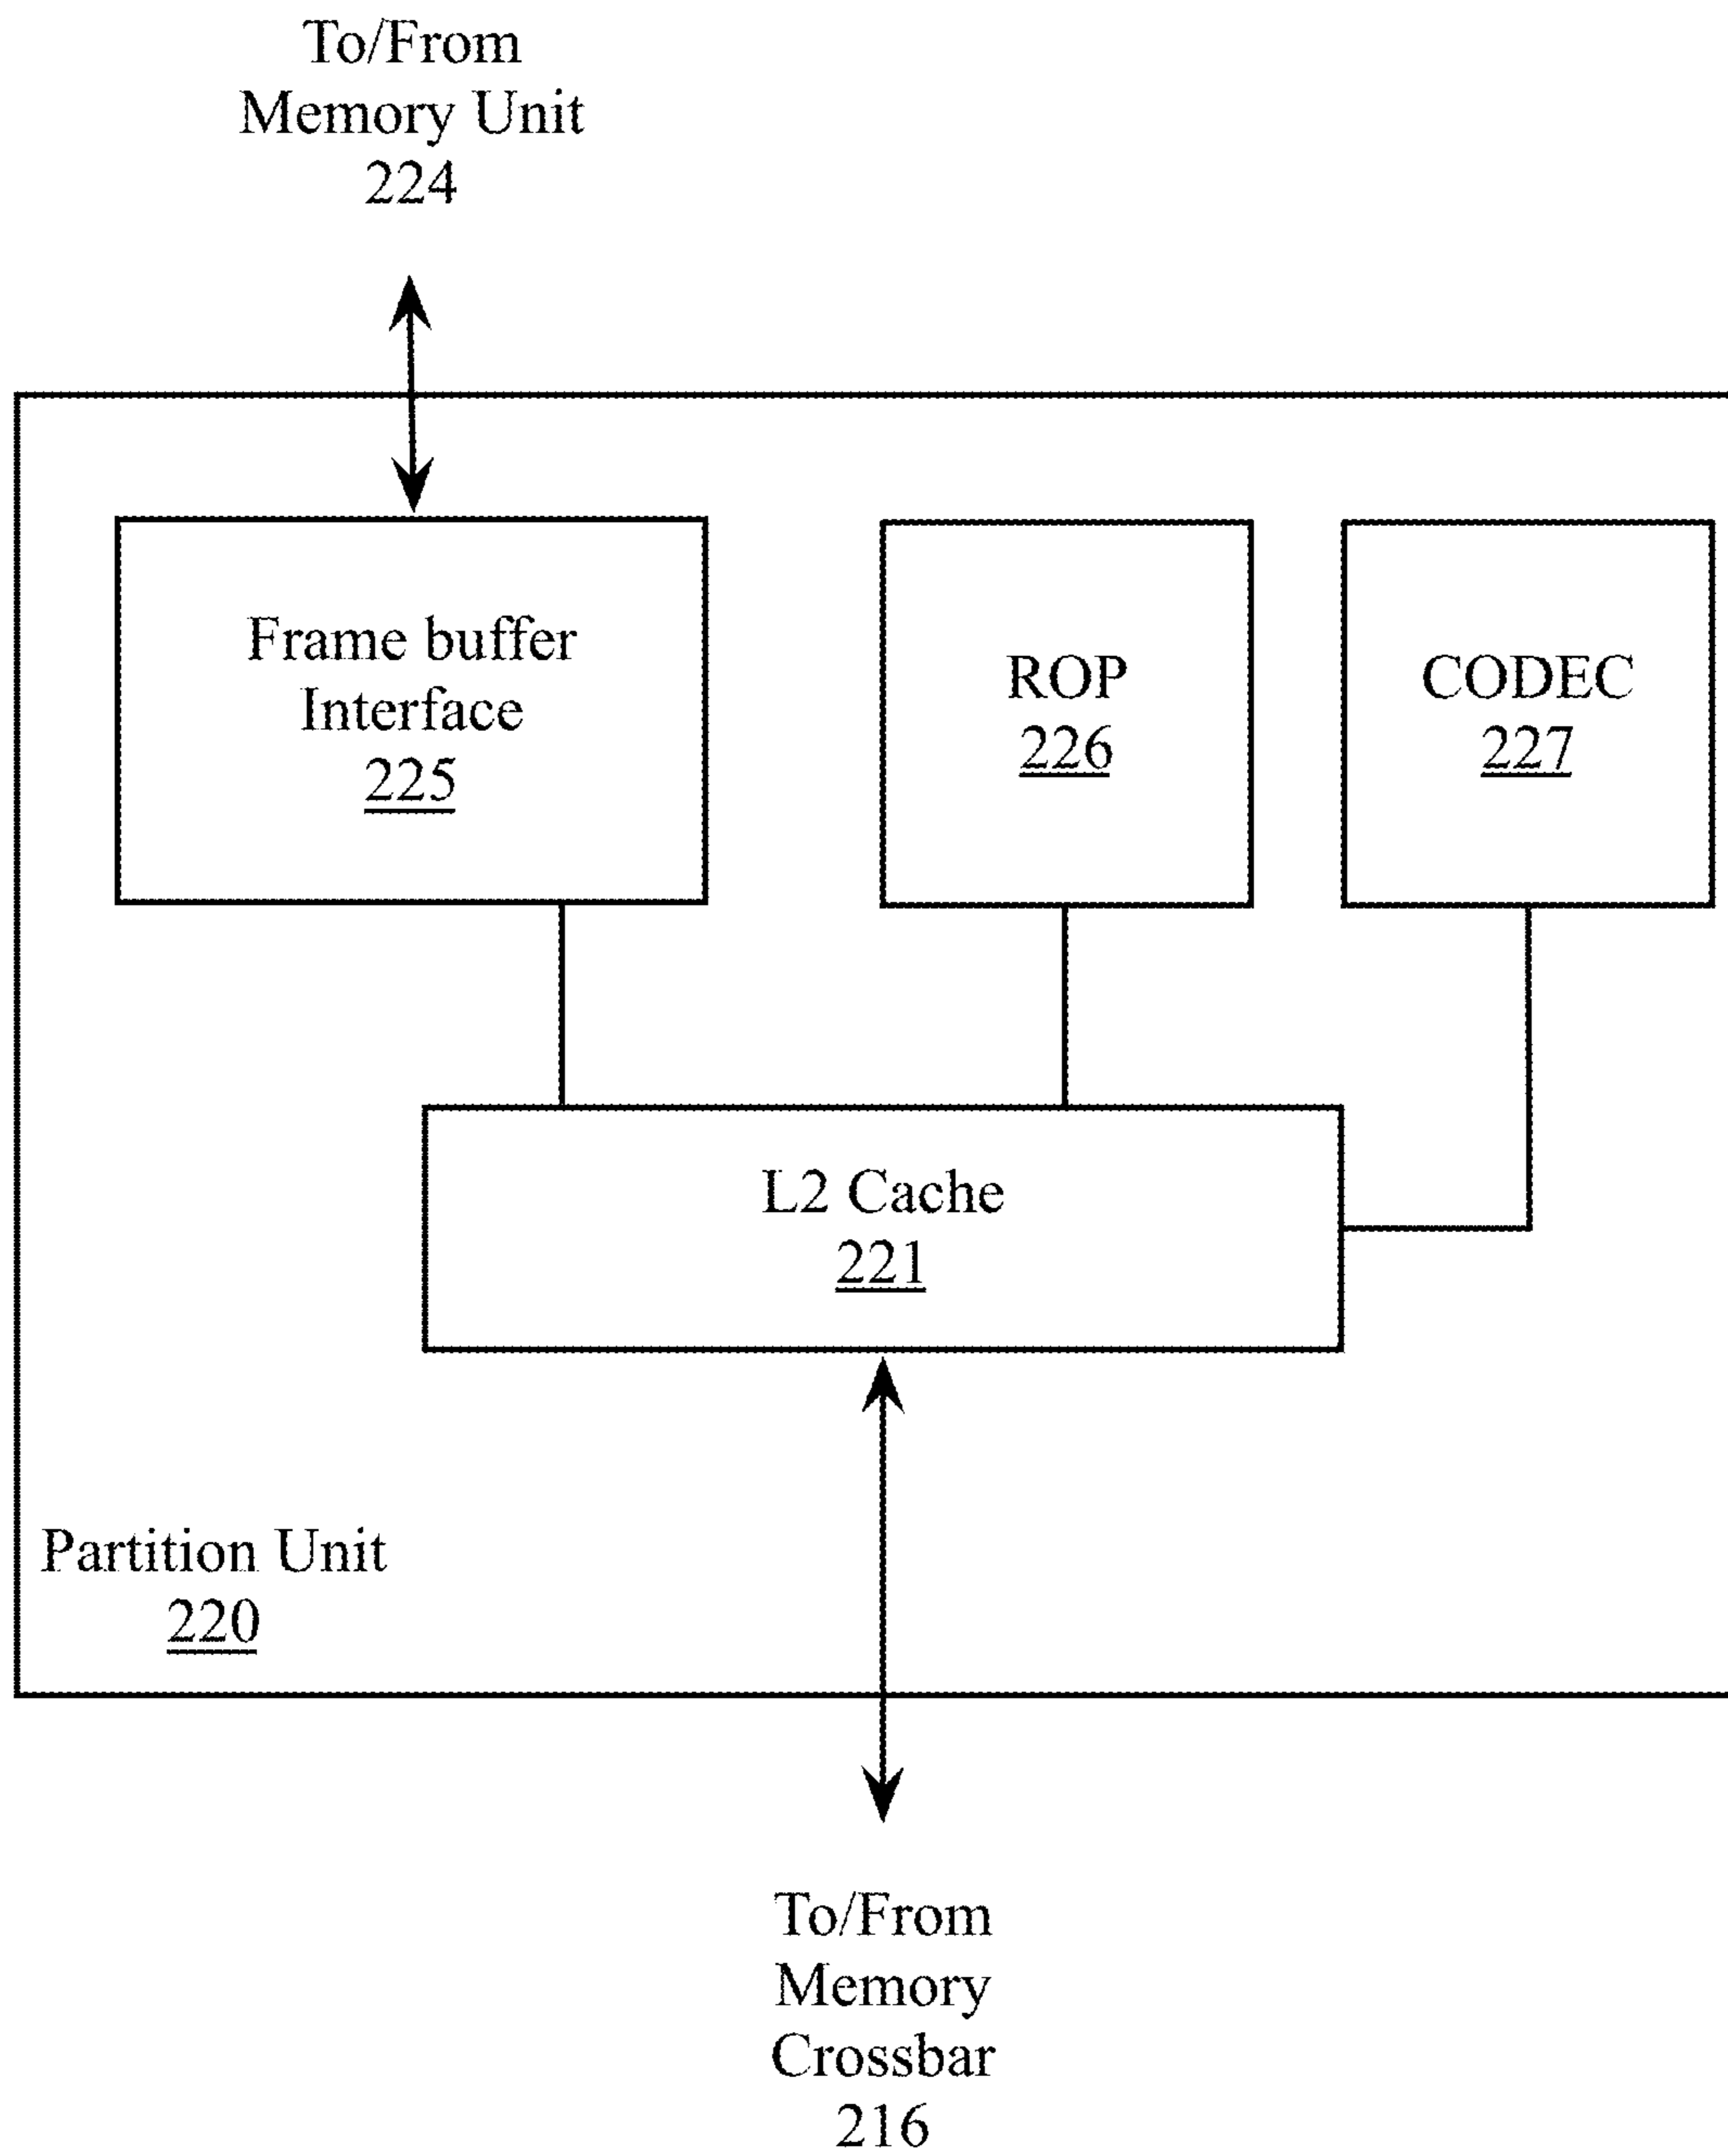 To/From
Memory Unit
224
Frame buffer
Interface
225
ROP
226
CODEC
227
L2 Cache
221
Partition Unit
220
To/From
Memory
Crossbar
216